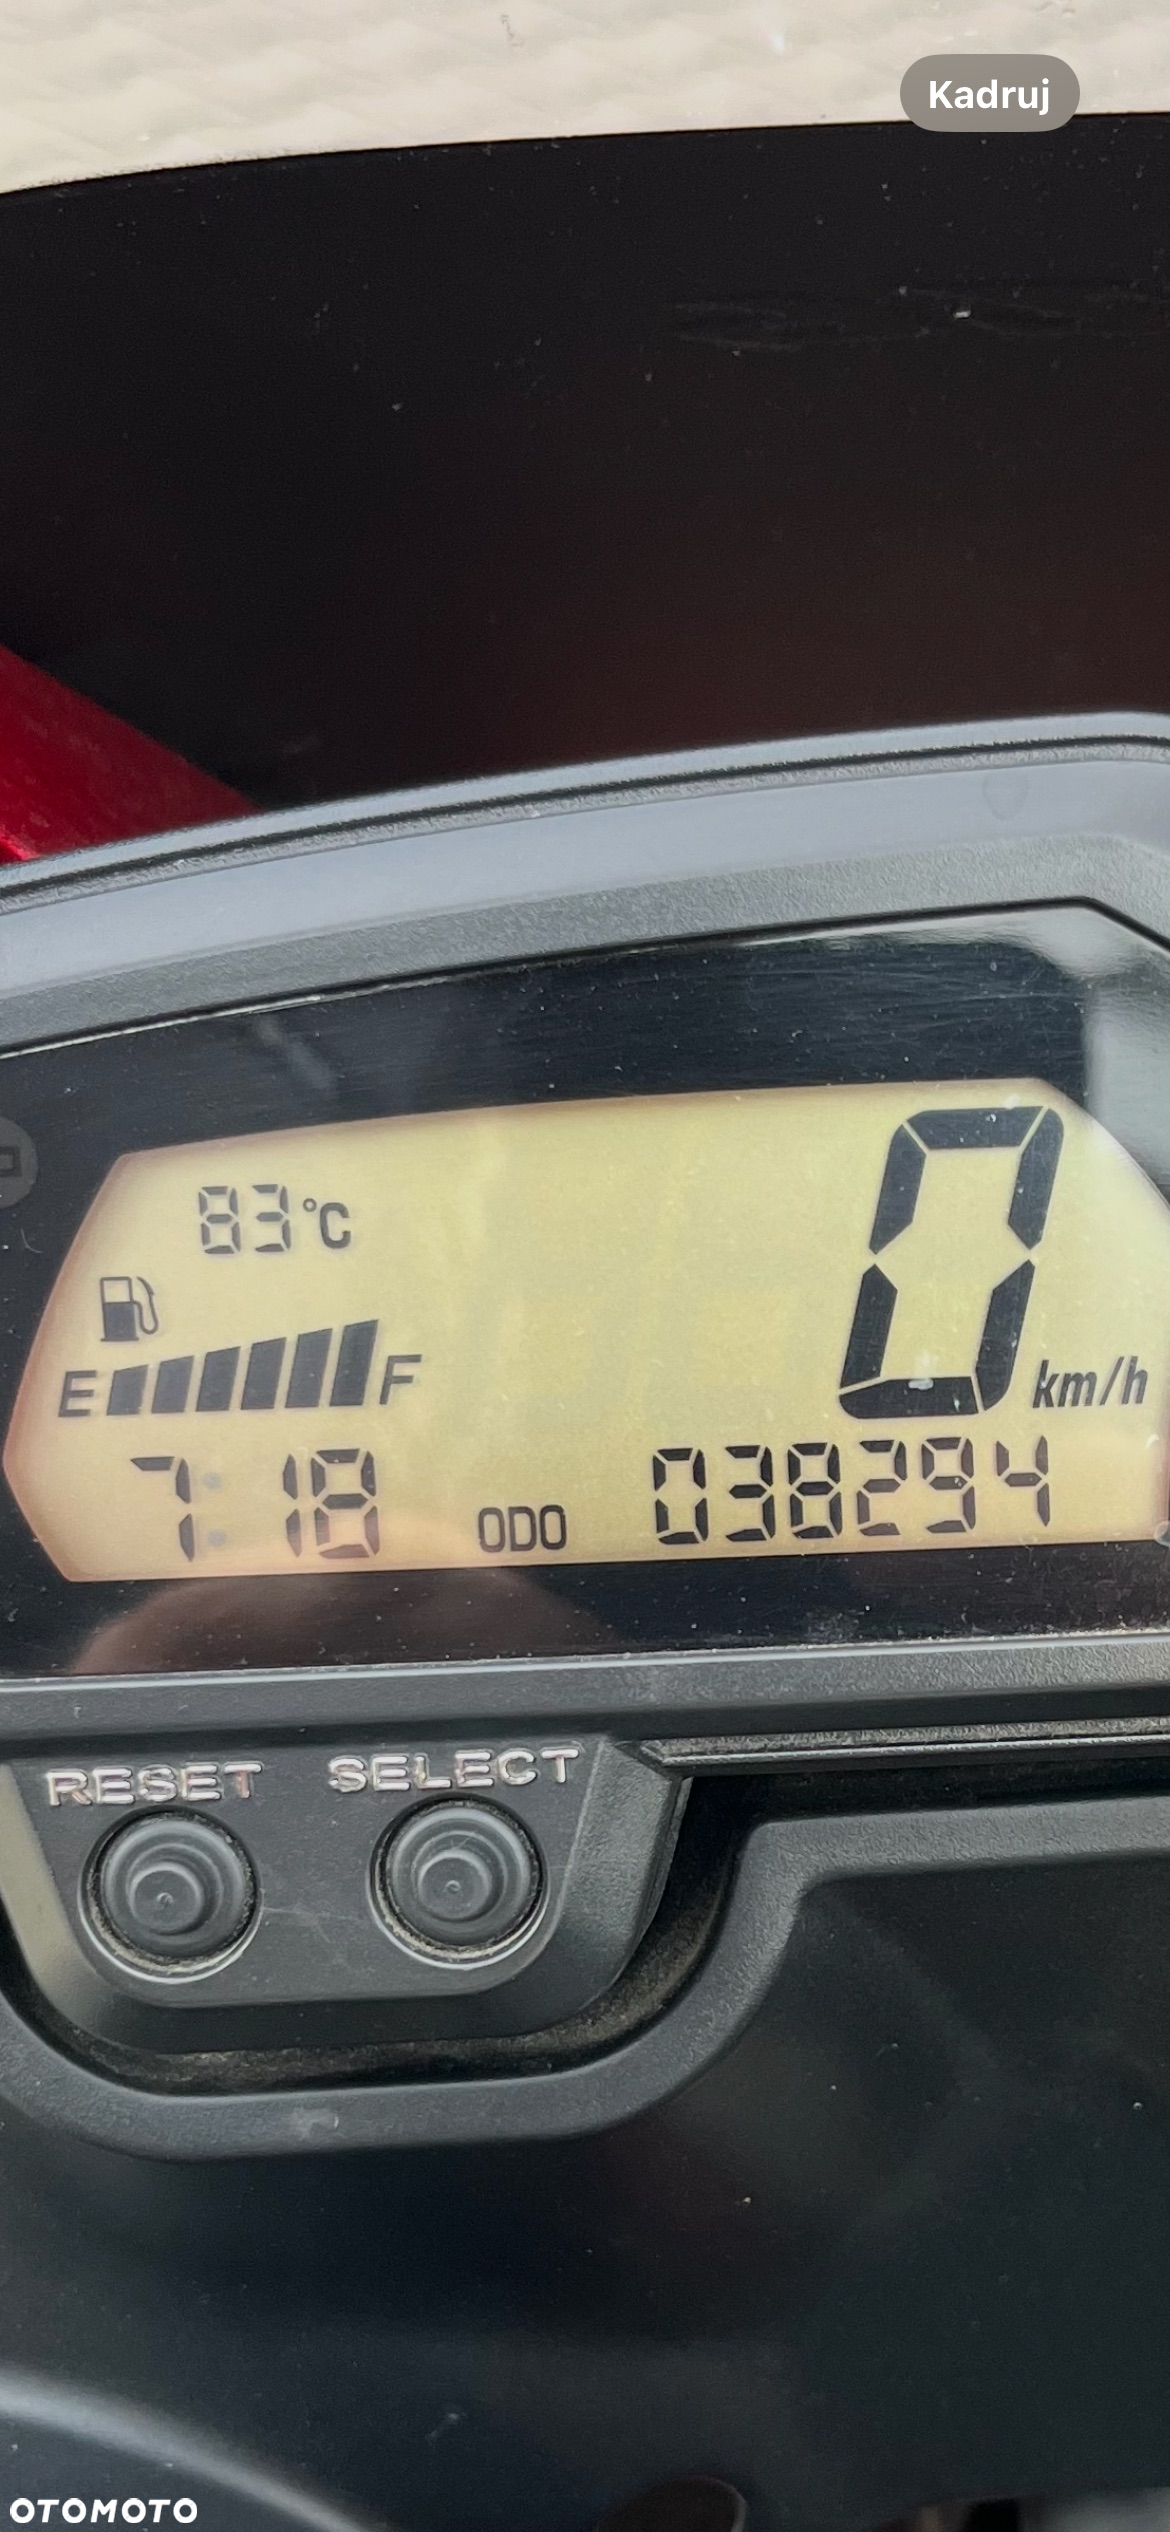 Kadruj
0
83 °C
E F
km/h
7:18 ODO 038294
RESET SELECT
OTOMOTO